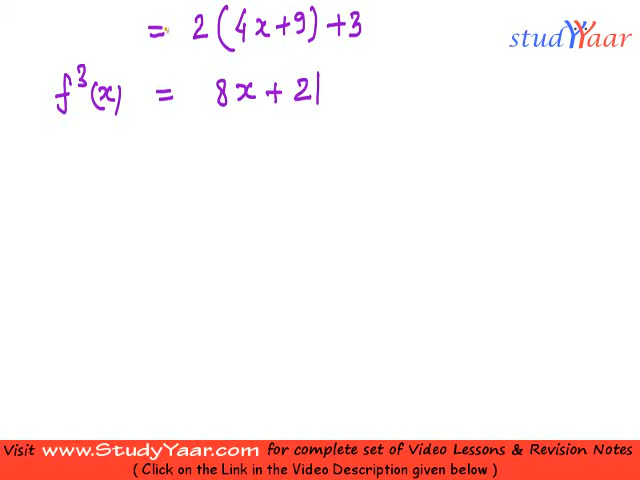 = 2(4x+9)+3
studYYaar
f³(x) = 8x + 21
Visit www.StudyYaar.com for complete set of Video Lessons & Revision Notes
( Click on the Link in the Video Description given below )